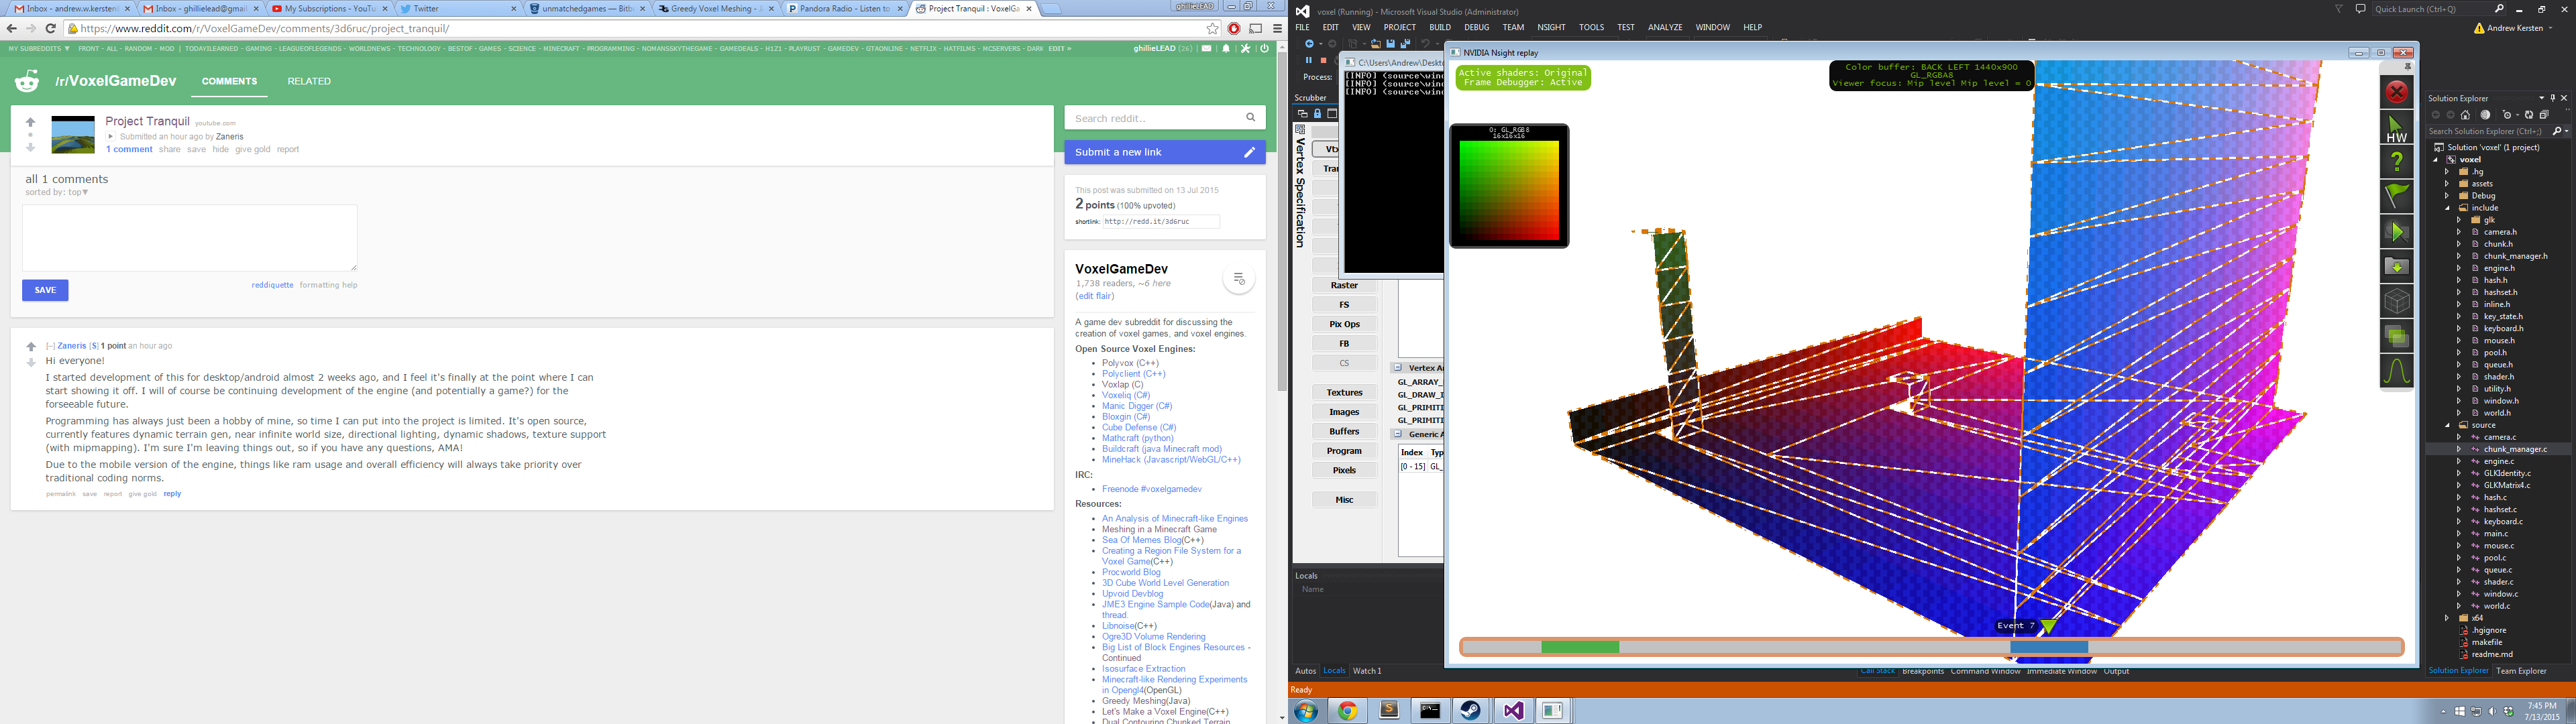 Inbox - andrew.kersten
Inbox - ghillielead@gmail
My Subscriptions - YouTu
Twitter
unmatchedgames — Bitb
Greedy Voxel Meshing -
Pandora Radio - Listen to
Project Tranquil : VoxelGa
ghillieLEAD
https://www.reddit.com/r/VoxelGameDev/comments/3d6ruc/project_tranquil/
MY SUBREDDITS ▼ FRONT - ALL - RANDOM - MOD | TODAYILEARNED - GAMING - LEAGUEOFLEGENDS - WORLDNEWS - TECHNOLOGY - BESTOF - GAMES - SCIENCE - MINECRAFT - PROGRAMMING - NOMANSSKYTHEGAME - GAMEDEALS - H1Z1 - PLAYRUST - GAMEDEV - GTAONLINE - NETFLIX - HATFILMS - MCSERVERS - DARK EDIT »
ghillieLEAD (26)
/r/VoxelGameDev
COMMENTS
RELATED
Project Tranquil youtube.com
Submitted an hour ago by Zaneris
1 comment share save hide give gold report
all 1 comments
sorted by: top▼
SAVE
reddiquette formatting help
[–] Zaneris [S] 1 point an hour ago
Hi everyone!
I started development of this for desktop/android almost 2 weeks ago, and I feel it's finally at the point where I can
start showing it off. I will of course be continuing development of the engine (and potentially a game?) for the
forseeable future.
Programming has always just been a hobby of mine, so time I can put into the project is limited. It's open source,
currently features dynamic terrain gen, near infinite world size, directional lighting, dynamic shadows, texture support
(with mipmapping). I'm sure I'm leaving things out, so if you have any questions, AMA!
Due to the mobile version of the engine, things like ram usage and overall efficiency will always take priority over
traditional coding norms.
permalink save report give gold reply
Search reddit..
Submit a new link
This post was submitted on 13 Jul 2015
2 points (100% upvoted)
shortlink: http://redd.it/3d6ruc
VoxelGameDev
1,738 readers, ~6 here
(edit flair)
A game dev subreddit for discussing the
creation of voxel games, and voxel engines.
Open Source Voxel Engines:
Polyvox (C++)
Polyclient (C++)
Voxlap (C)
Voxeliq (C#)
Manic Digger (C#)
Bloxgin (C#)
Cube Defense (C#)
Mathcraft (python)
Buildcraft (java Minecraft mod)
MineHack (Javascript/WebGL/C++)
IRC:
Freenode #voxelgamedev
Resources:
An Analysis of Minecraft-like Engines
Meshing in a Minecraft Game
Sea Of Memes Blog(C++)
Creating a Region File System for a
Voxel Game(C++)
Procworld Blog
3D Cube World Level Generation
Upvoid Devblog
JME3 Engine Sample Code(Java) and
thread.
Libnoise(C++)
Ogre3D Volume Rendering
Big List of Block Engines Resources -
Continued
Isosurface Extraction
Minecraft-like Rendering Experiments
in Opengl4(OpenGL)
Greedy Meshing(Java)
Let's Make a Voxel Engine(C++)
Dual Contouring Chunked Terrain
voxel (Running) - Microsoft Visual Studio (Administrator)
Quick Launch (Ctrl+Q)
FILE EDIT VIEW PROJECT BUILD DEBUG TEAM NSIGHT TOOLS TEST ANALYZE WINDOW HELP
Andrew Kersten
Process:
Scrubber
Vertex Specification
Raster
FS
Pix Ops
FB
CS
Textures
Images
Buffers
Program
Pixels
Misc
C:\Users\Andrew\Deskto
[INFO] (source\wind
[INFO] (source\wind
[INFO] (source\wind
GL_ARRAY_
GL_DRAW_I
GL_PRIMITI
GL_PRIMITI
Generic A
Index Typ
[0 - 15] GL_
Locals
Name
Autos Locals Watch 1
NVIDIA Nsight replay
Active shaders: Original
Frame Debugger: Active
0: GL_RGB8
16x16x16
Color buffer: BACK LEFT 1440x900
GL_RGBA8
Viewer focus: Mip level Mip level = 0
HW
Event 7
Call Stack Breakpoints Command Window Immediate Window Output
Solution Explorer
Search Solution Explorer (Ctrl+;)
Solution 'voxel' (1 project)
voxel
.hg
assets
Debug
include
glk
camera.h
chunk.h
chunk_manager.h
engine.h
hash.h
hashset.h
inline.h
key_state.h
keyboard.h
mouse.h
pool.h
queue.h
shader.h
utility.h
window.h
world.h
source
camera.c
chunk_manager.c
engine.c
GLKIdentity.c
GLKMatrix4.c
hash.c
hashset.c
keyboard.c
main.c
mouse.c
pool.c
queue.c
shader.c
window.c
world.c
x64
.hgignore
makefile
readme.md
Solution Explorer Team Explorer
Ready
7:45 PM
7/13/2015